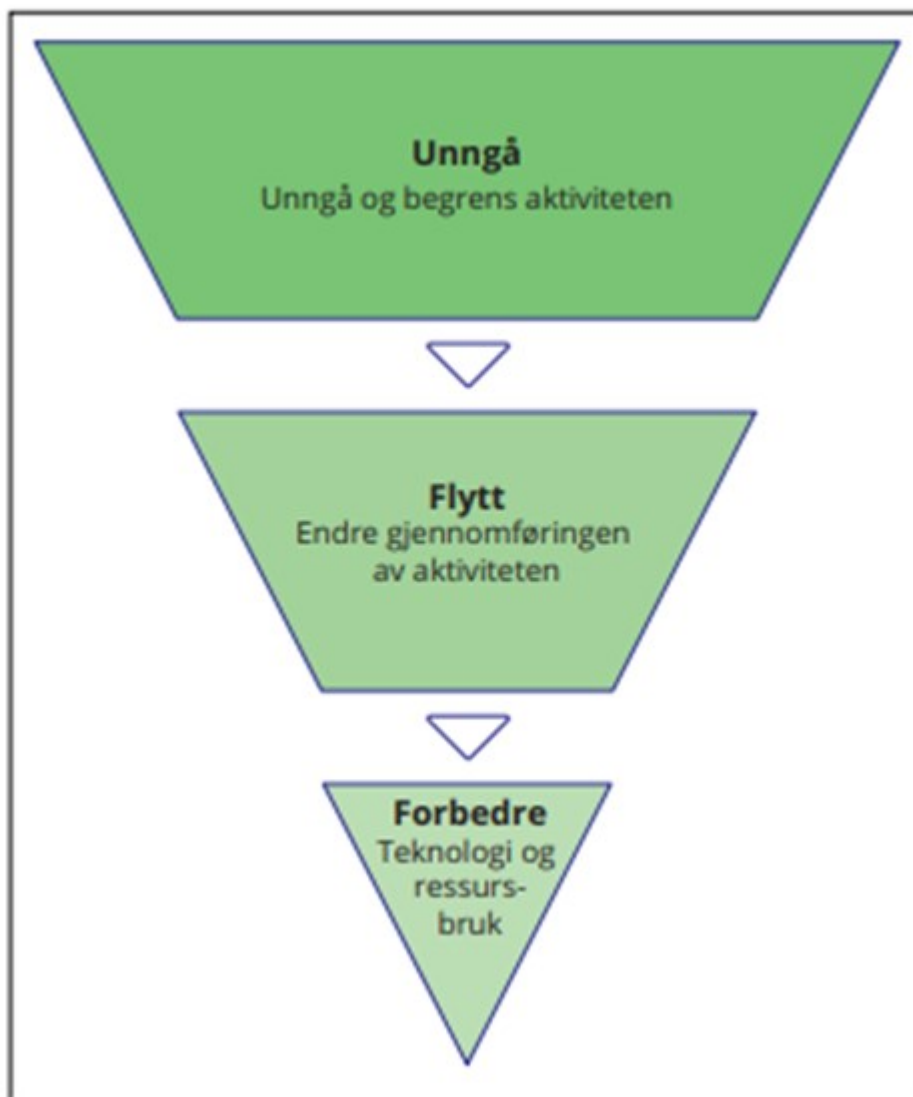 Unngå
Unngå og begrens aktiviteten
Flytt
Endre gjennomføringen
av aktiviteten
Forbedre
Teknologi og
ressurs-
bruk